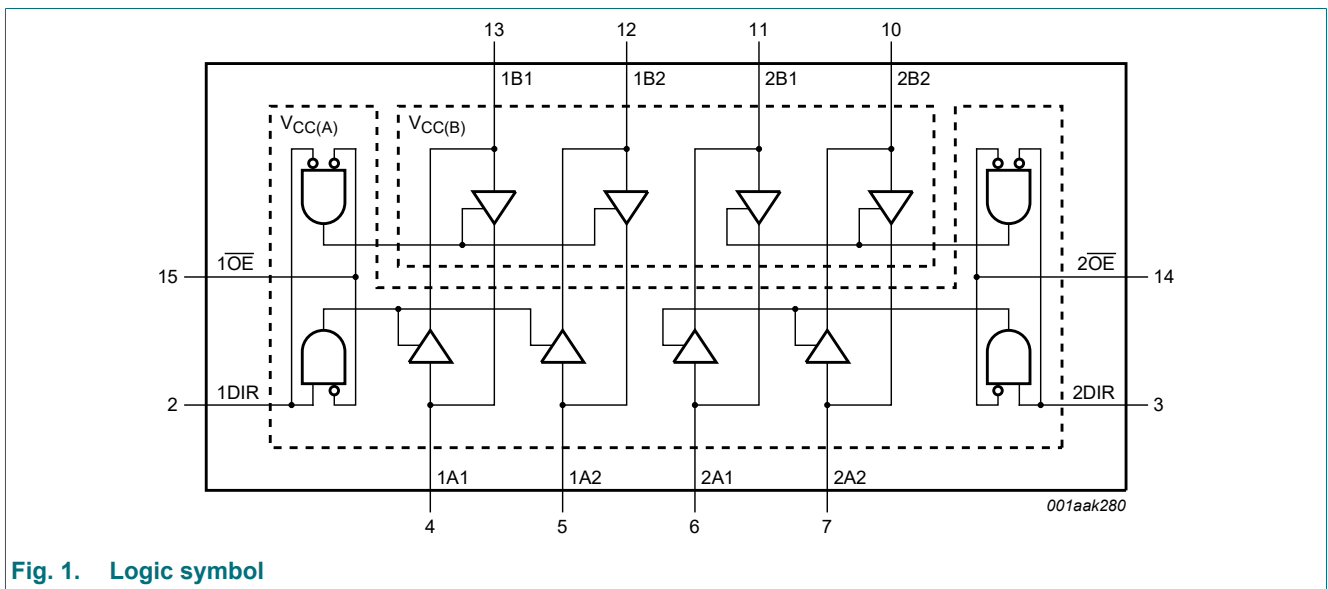 13 12 11 10
1B1 1B2 2B1 2B2
VCC(A) VCC(B)
15 1OE 2OE 14
2 1DIR 2DIR 3
1A1 1A2 2A1 2A2
001aak280
4 5 6 7
Fig. 1. Logic symbol